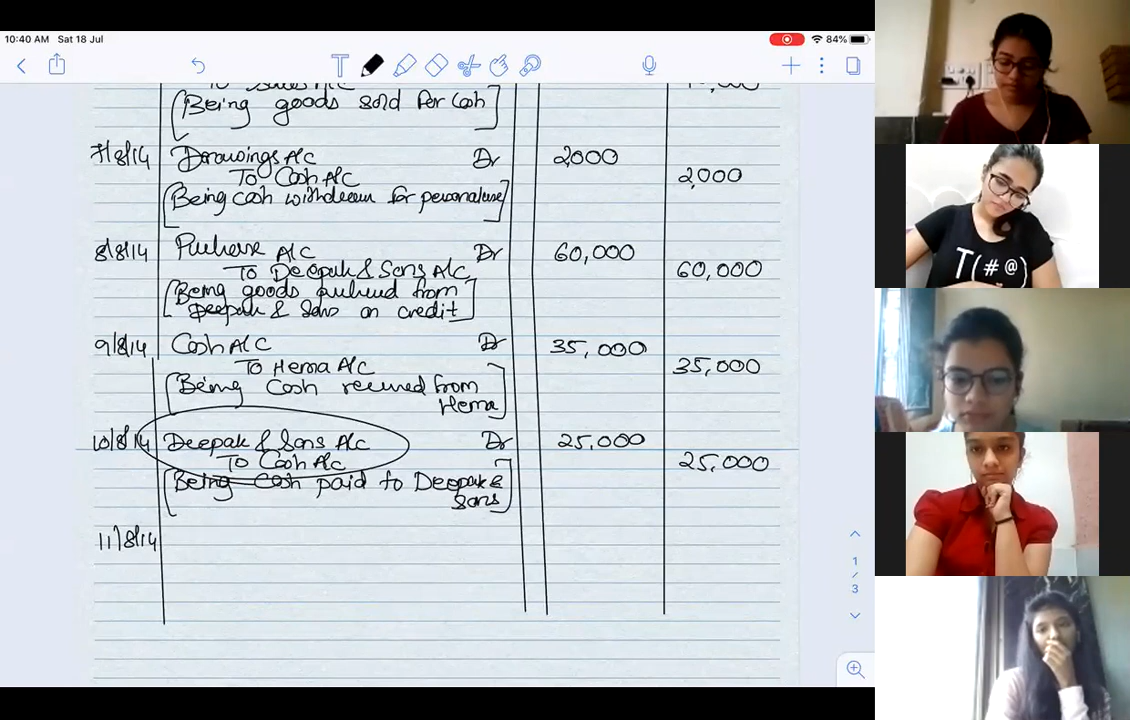 10:40 AM Sat 18 Jul
84%
T
To Sales A/c
[Being goods sold for Cash]
7/8/14 Drawings A/c Dr 2000
To Cash A/c 2,000
[Being Cash withdrawn for personal use]
8/8/14 Purchase A/c Dr 60,000
To Deepak & Sons A/c 60,000
[Being goods purchased from
Deepak & Sons on credit]
9/8/14 Cash A/c Dr 35,000
To Hema A/c 35,000
[Being Cash received from
Hema]
10/8/14 Deepak & Sons A/c Dr 25,000
To Cash A/c 25,000
[Being Cash paid to Deepak &
Sons]
11/8/14
1
/
3
T(# @)